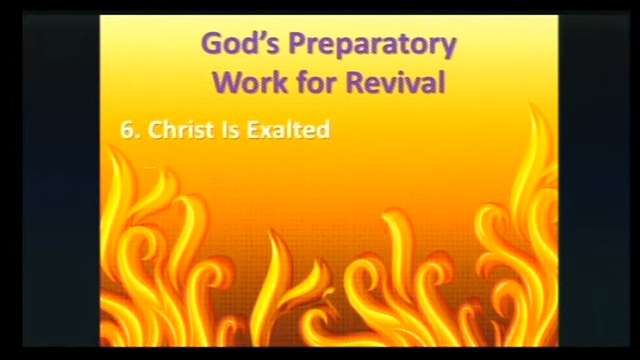 God's Preparatory
Work for Revival
6. Christ Is Exalted